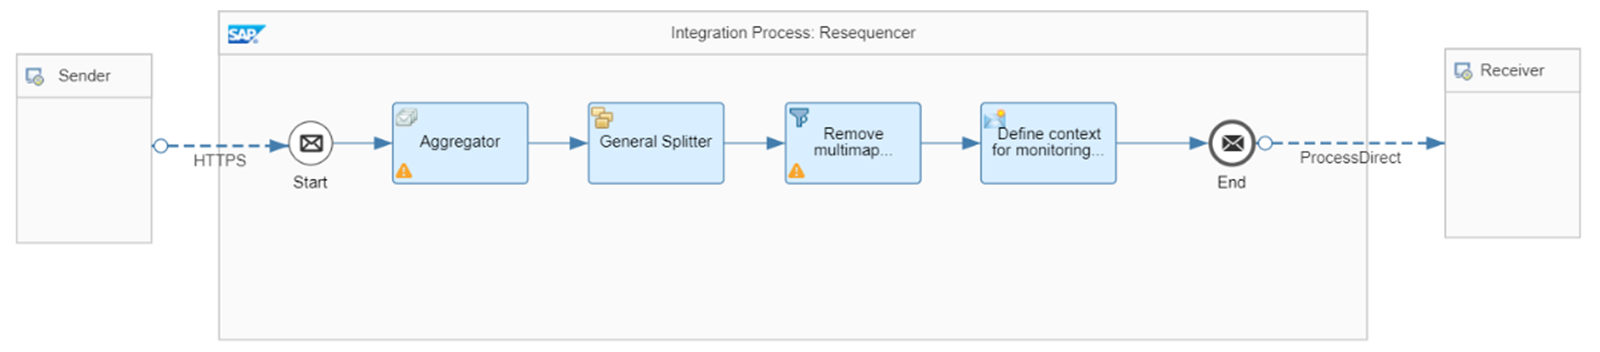 SAP
Integration Process: Resequencer
Sender
Receiver
HTTPS
Start
Aggregator
General Splitter
Remove
multimap...
Define context
for monitoring...
End
ProcessDirect